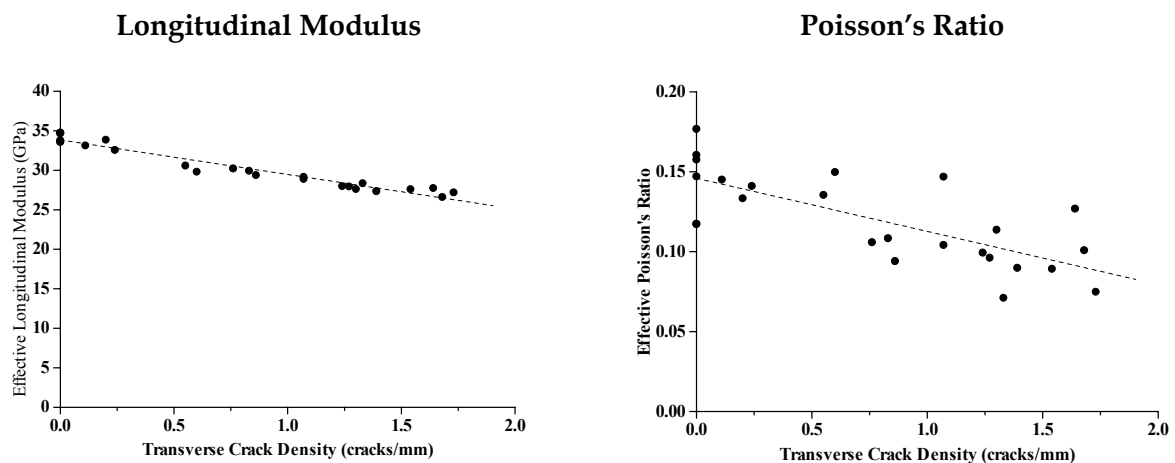 Longitudinal Modulus
Effective Longitudinal Modulus (GPa)
40
35
30
25
20
15
10
5
0
0.0 0.5 1.0 1.5 2.0
Transverse Crack Density (cracks/mm)
Poisson’s Ratio
Effective Poisson's Ratio
0.20
0.15
0.10
0.05
0.00
0.0 0.5 1.0 1.5 2.0
Transverse Crack Density (cracks/mm)